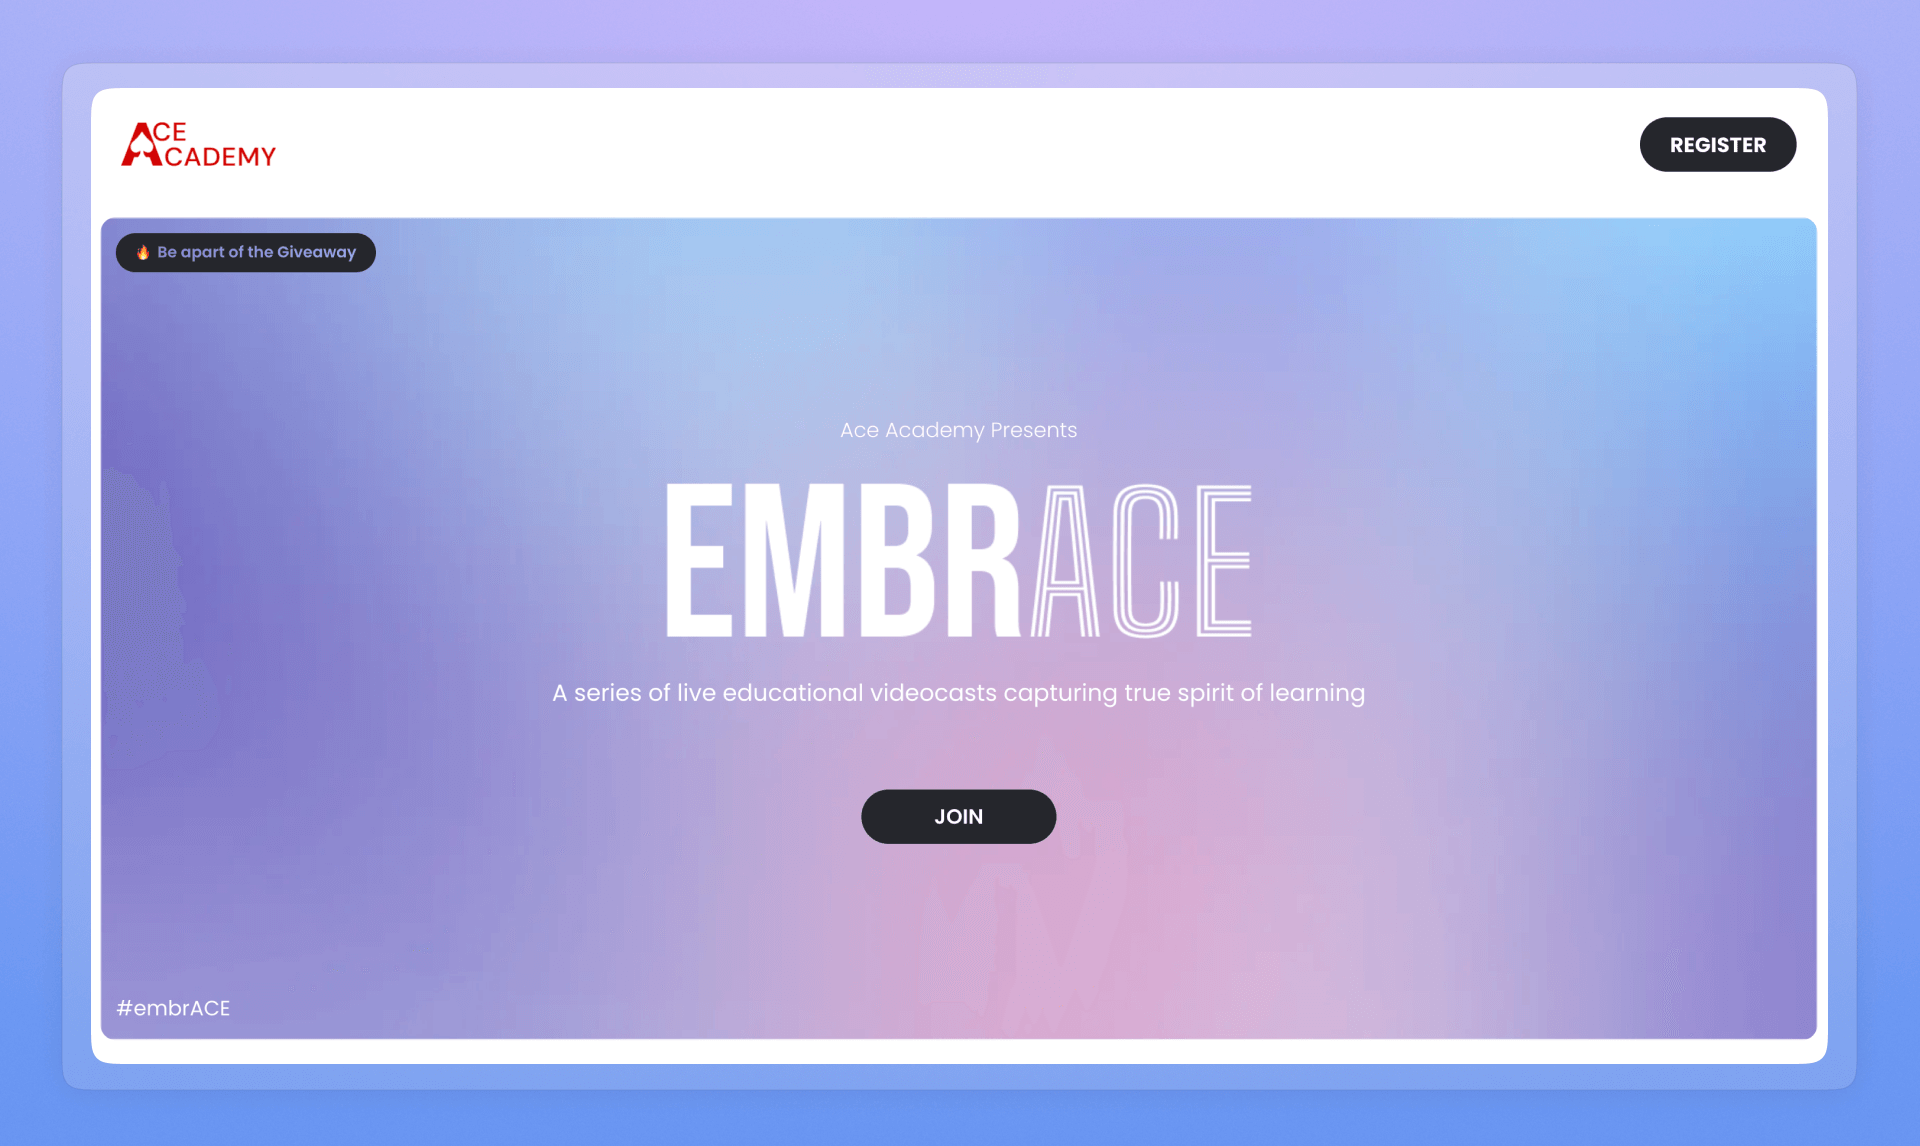 ACE
ACADEMY
REGISTER
🔥 Be apart of the Giveaway
Ace Academy Presents
EMBRACE
A series of live educational videocasts capturing true spirit of learning
JOIN
#embrACE